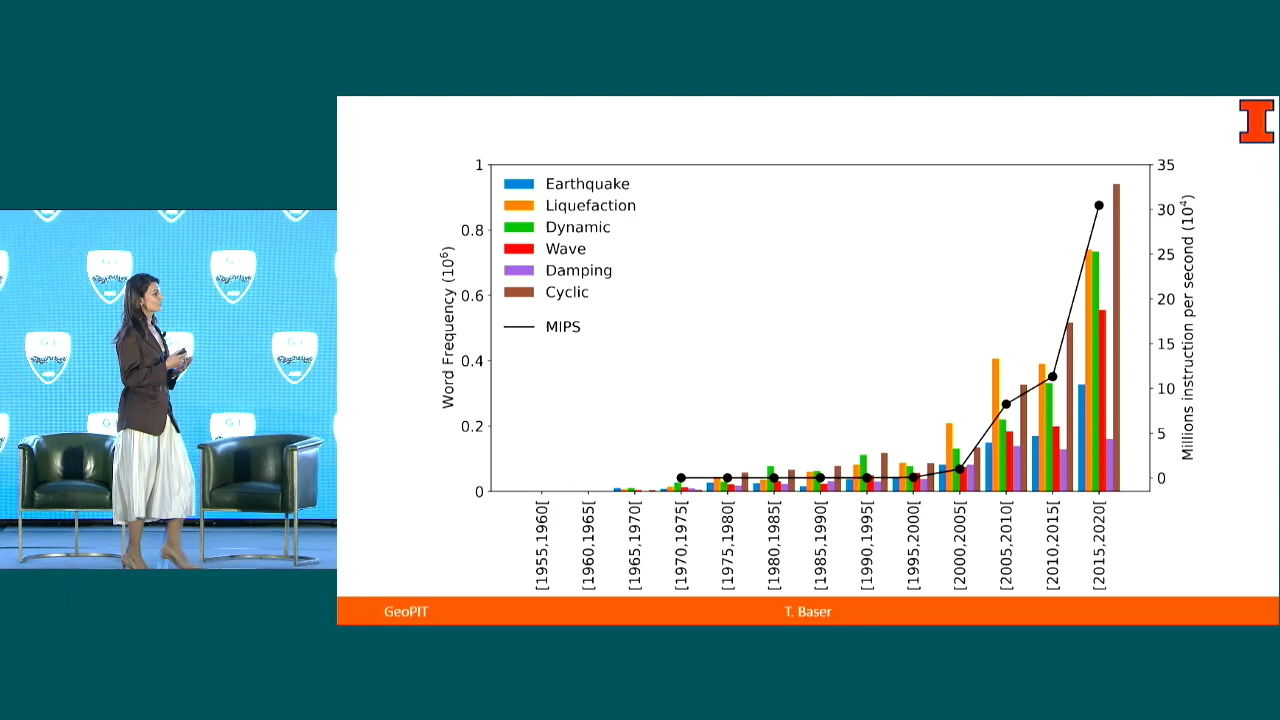 G I
G I
G I
1
0.8
0.6
0.4
0.2
0
Word Frequency (10⁶)
Earthquake
Liquefaction
Dynamic
Wave
Damping
Cyclic
MIPS
35
30
25
20
15
10
5
0
Millions instruction per second (10⁴)
[1955,1960[
[1960,1965[
[1965,1970[
[1970,1975[
[1975,1980[
[1980,1985[
[1985,1990[
[1990,1995[
[1995,2000[
[2000,2005[
[2005,2010[
[2010,2015[
[2015,2020[
GeoPIT
T. Baser